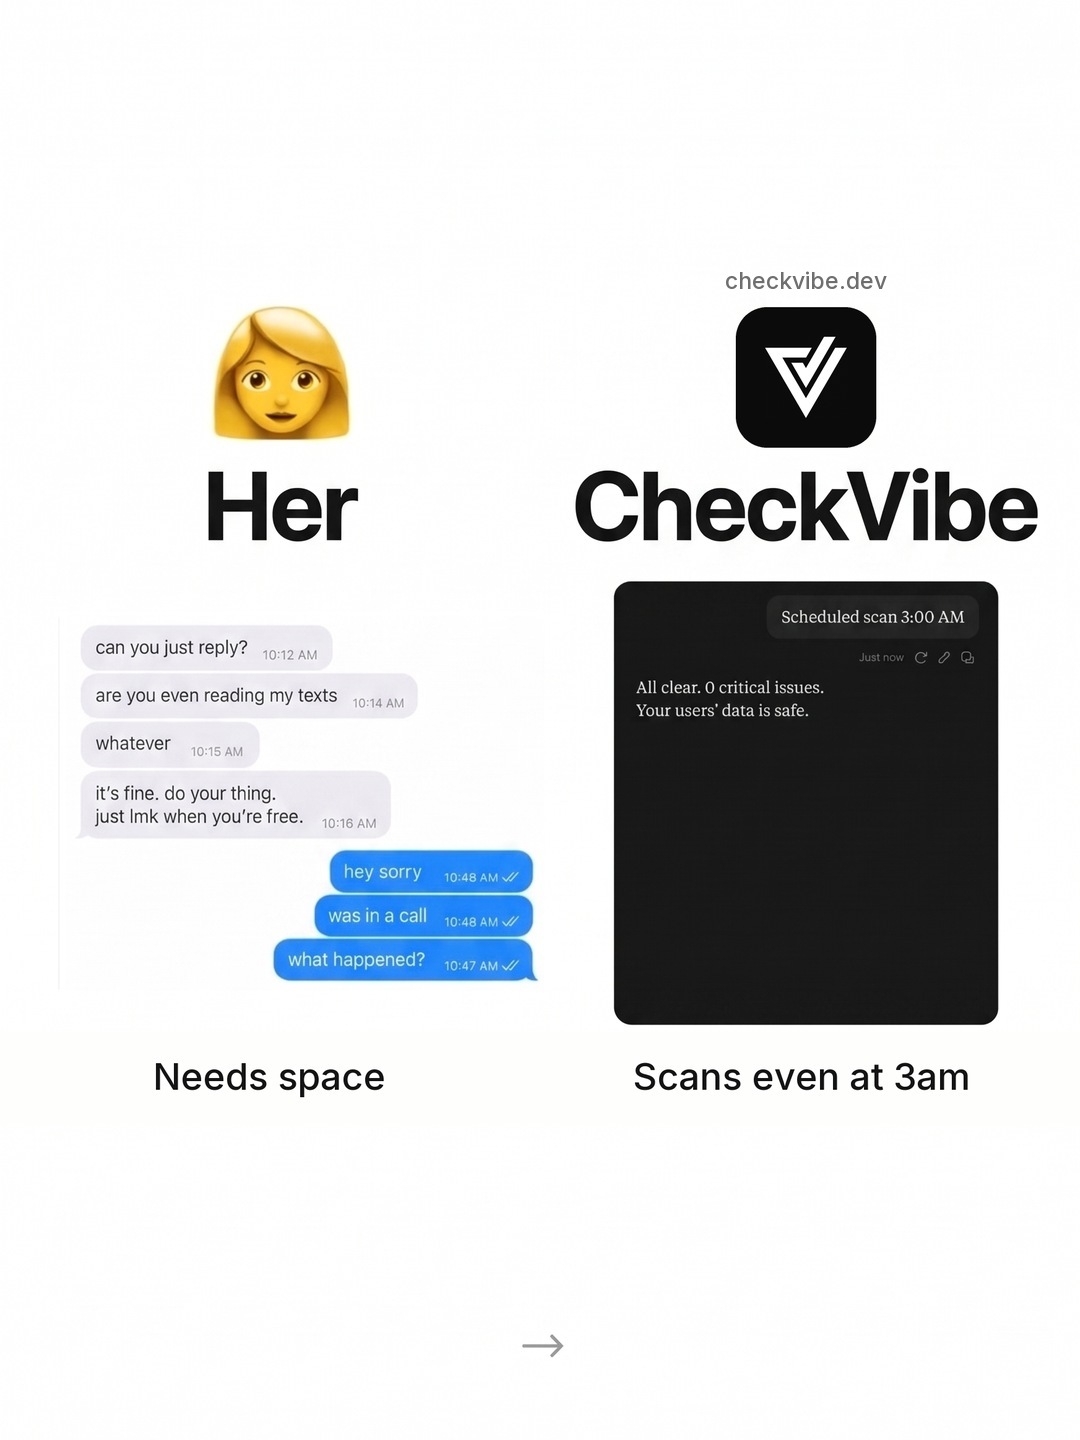 checkvibe.dev
Her
CheckVibe
can you just reply? 10:12 AM
are you even reading my texts 10:14 AM
whatever 10:15 AM
it's fine. do your thing.
just lmk when you're free. 10:16 AM
hey sorry 10:48 AM
was in a call 10:48 AM
what happened? 10:47 AM
Needs space
Scheduled scan 3:00 AM
Just now
All clear. 0 critical issues.
Your users' data is safe.
Scans even at 3am